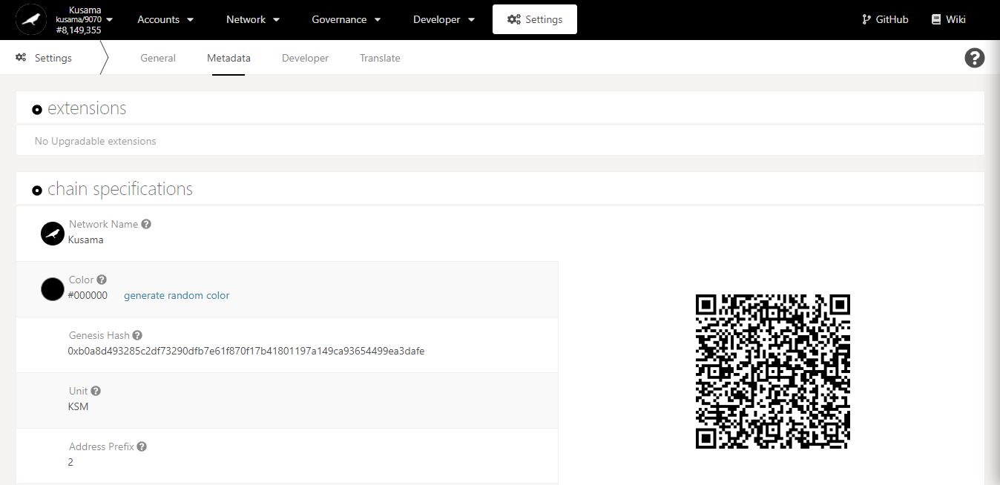 Kusama
kusama/9070
#8,149,355
Accounts
Network
Governance
Developer
Settings
GitHub
Wiki
Settings
General
Metadata
Developer
Translate
extensions
No Upgradable extensions
chain specifications
Network Name
Kusama
Color
#000000 generate random color
Genesis Hash
0xb0a8d493285c2df73290dfb7e61f870f17b41801197a149ca93654499ea3dafe
Unit
KSM
Address Prefix
2